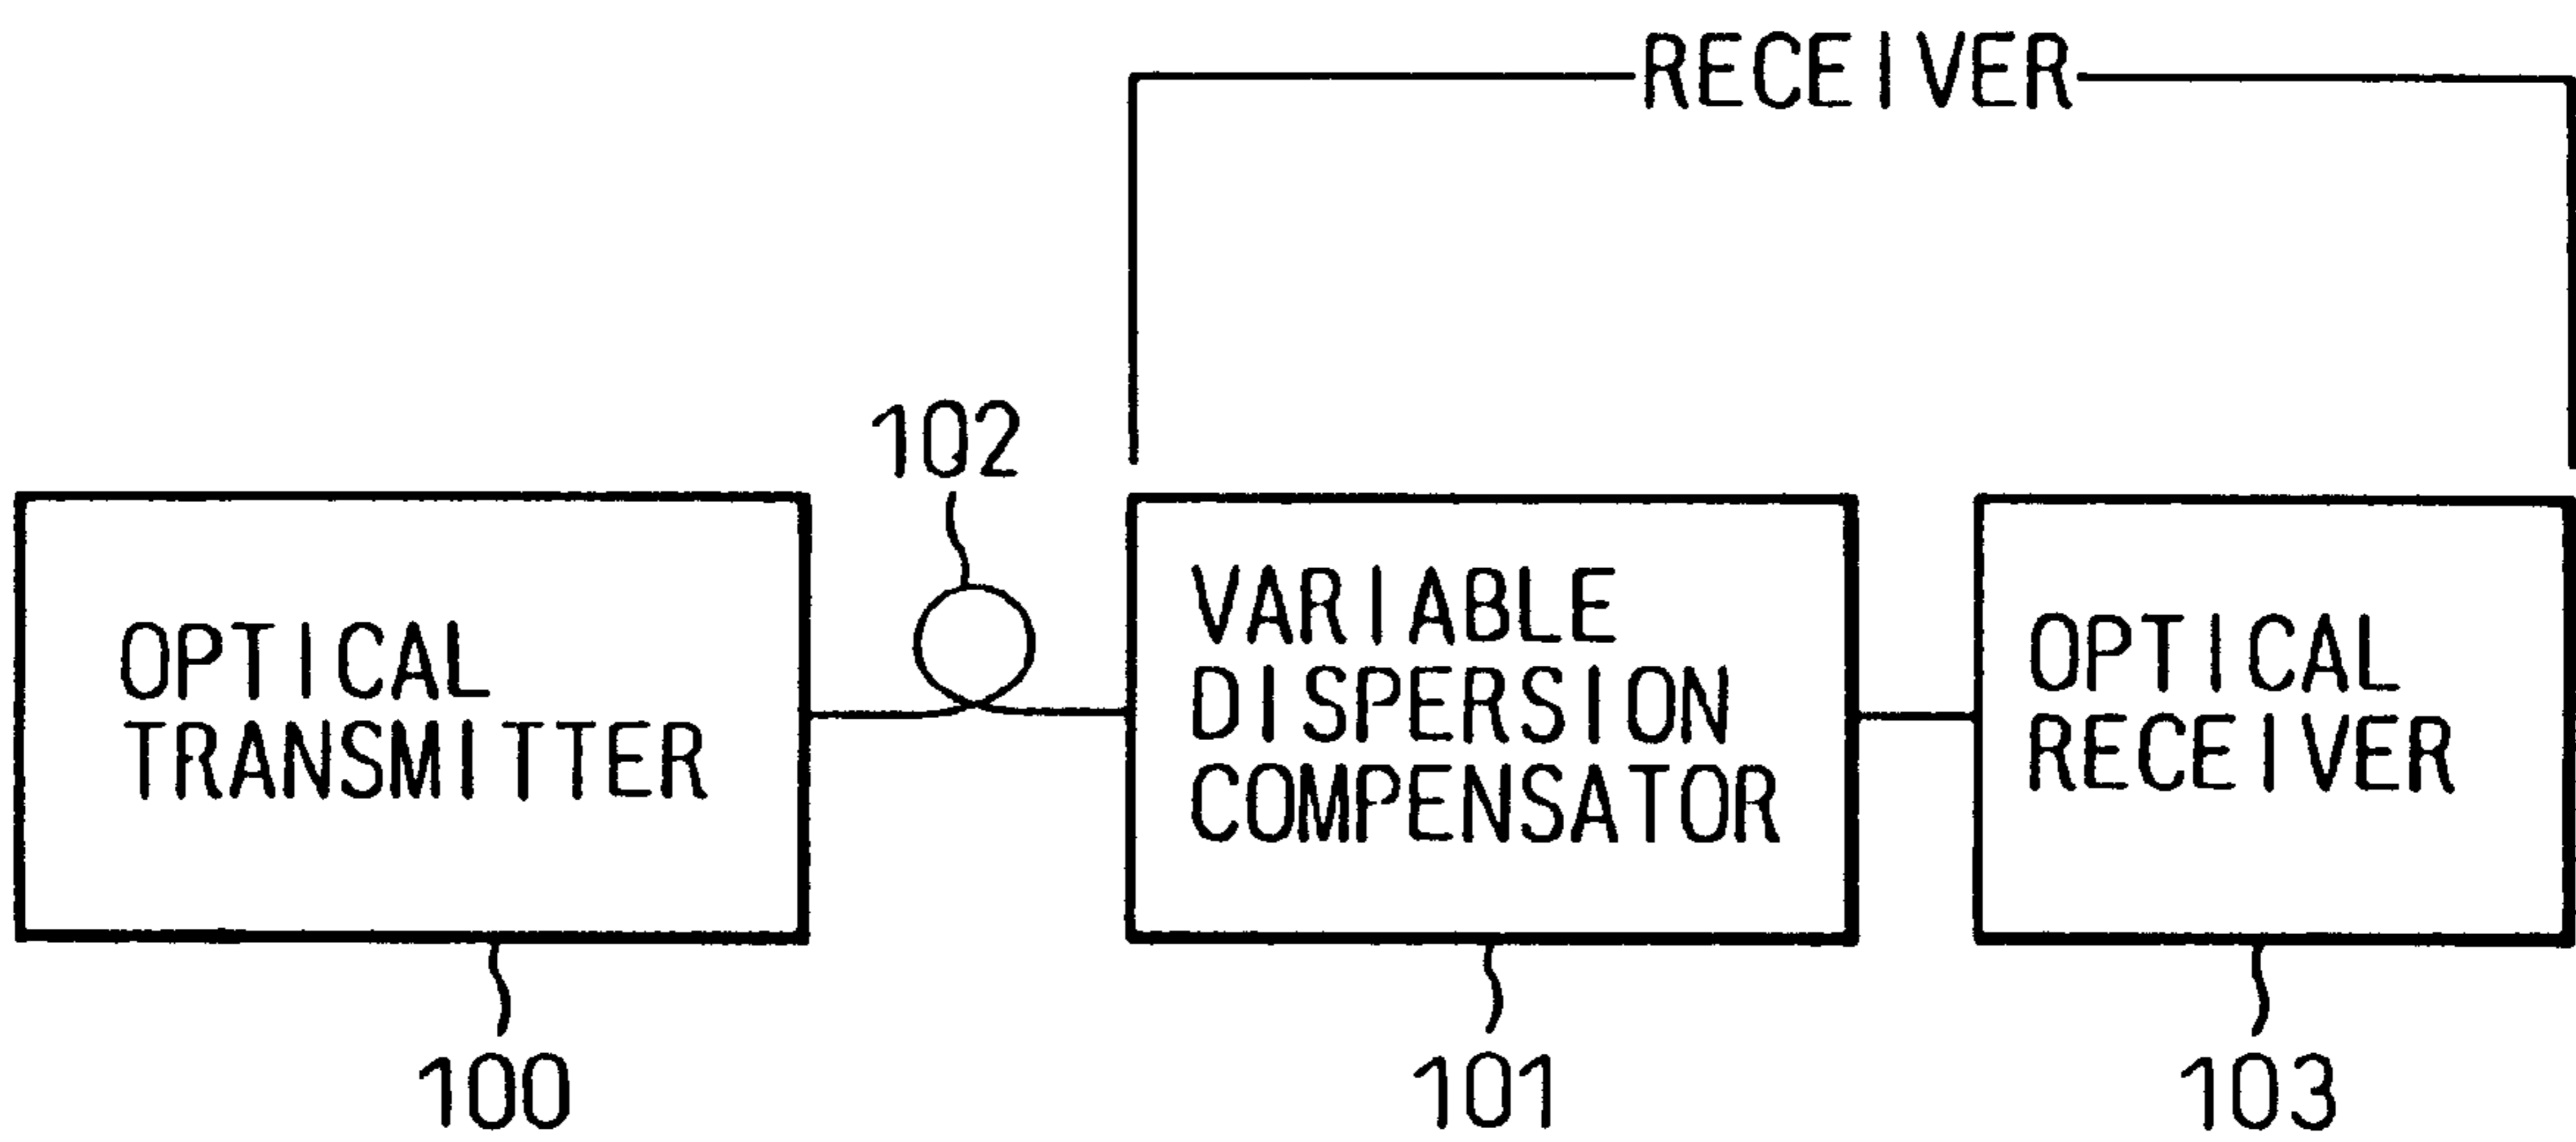 RECEIVER
102
OPTICAL
TRANSMITTER
VARIABLE
DISPERSION
COMPENSATOR
OPTICAL
RECEIVER
100
101
103